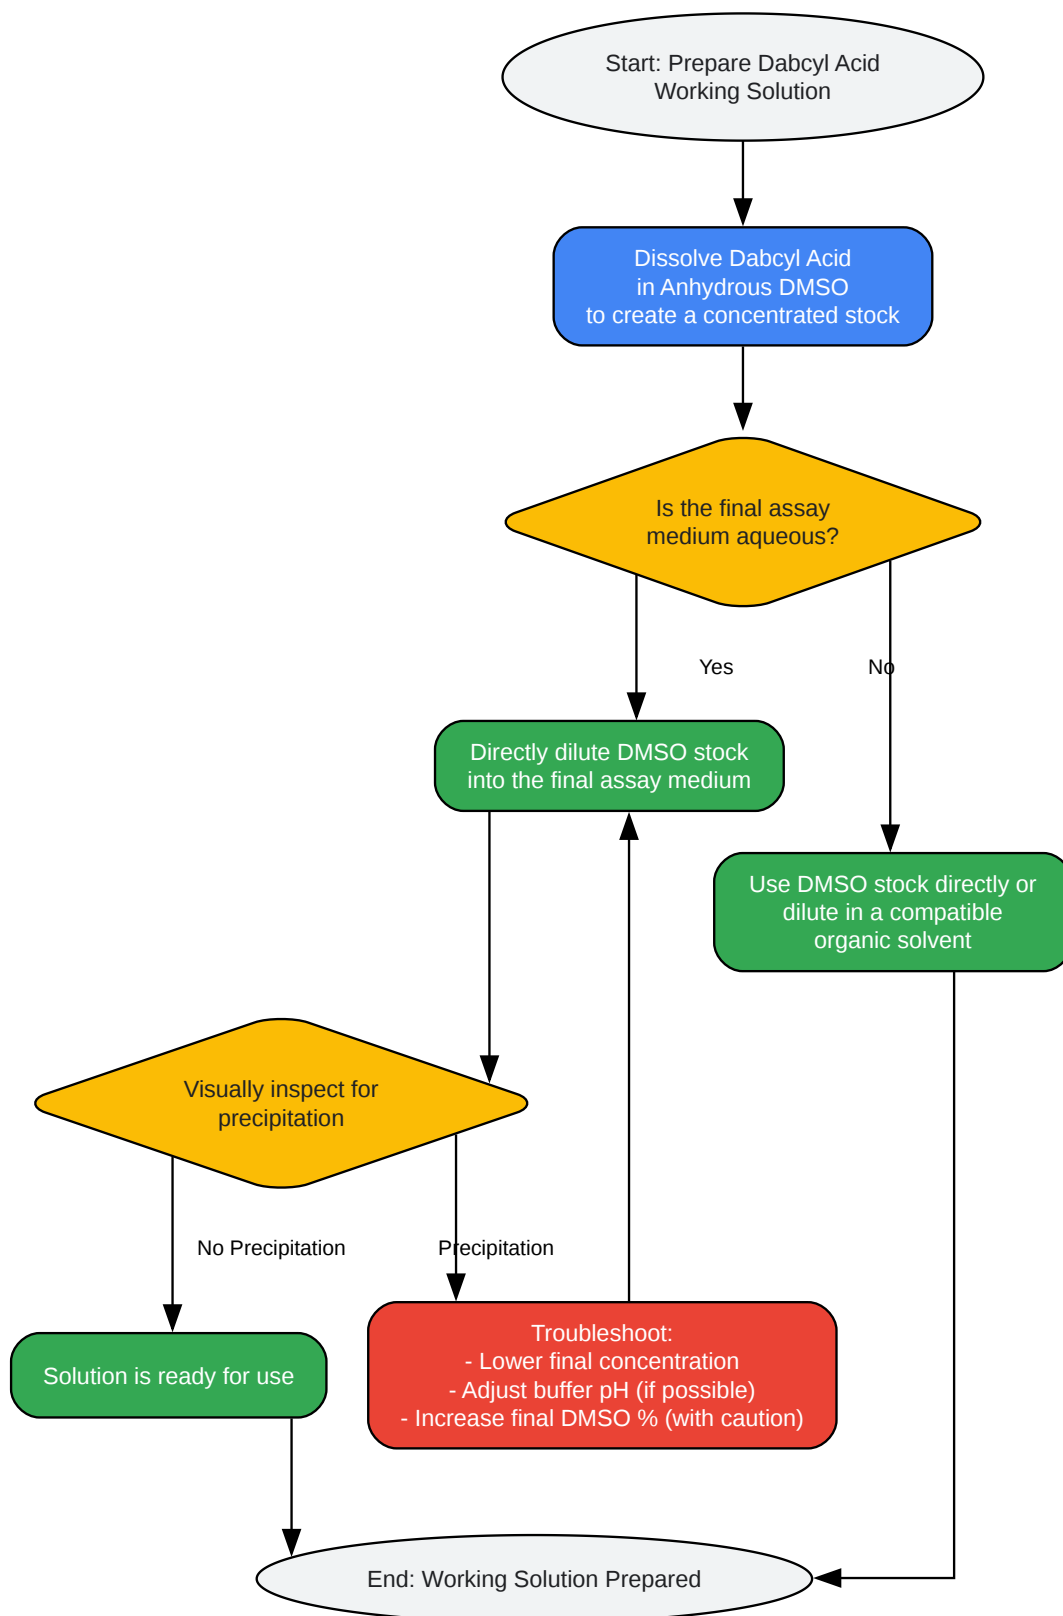 Start: Prepare Dabcyl Acid
Working Solution
Dissolve Dabcyl Acid
in Anhydrous DMSO
to create a concentrated stock
Is the final assay
medium aqueous?
Yes
No
Directly dilute DMSO stock
into the final assay medium
Use DMSO stock directly or
dilute in a compatible
organic solvent
Visually inspect for
precipitation
No Precipitation
Precipitation
Troubleshoot:
- Lower final concentration
- Adjust buffer pH (if possible)
- Increase final DMSO % (with caution)
Solution is ready for use
End: Working Solution Prepared